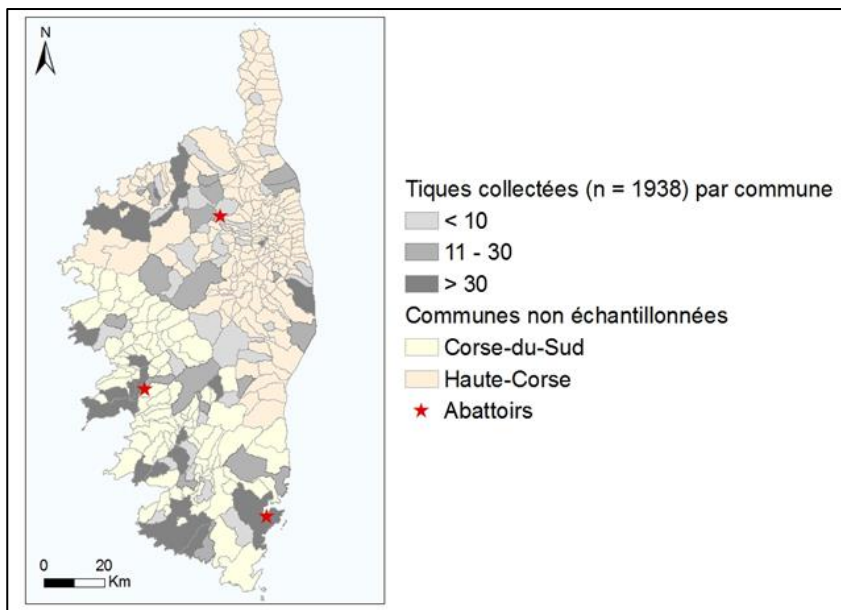 N
Tiques collectées (n = 1938) par commune
< 10
11 - 30
> 30
Communes non échantillonnées
Corse-du-Sud
Haute-Corse
Abattoirs
0 20
Km